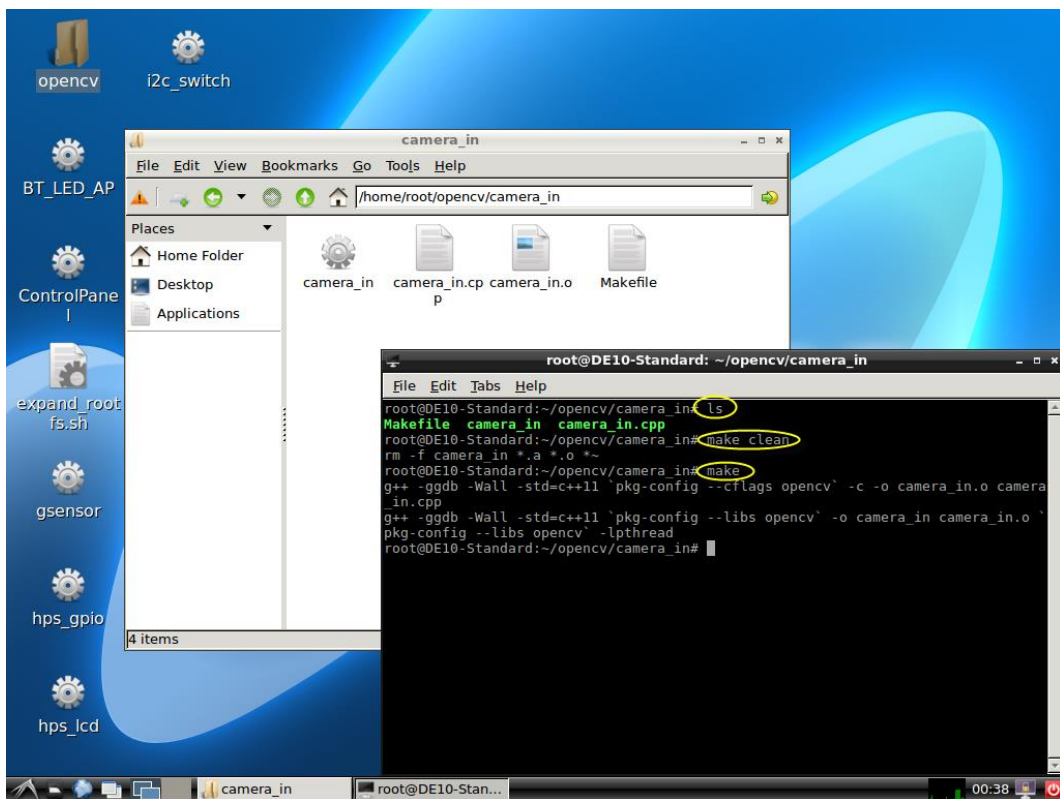 opencv
i2c_switch
BT_LED_AP
ControlPane
l
expand_root
fs.sh
gsensor
hps_gpio
hps_lcd
camera_in
File Edit View Bookmarks Go Tools Help
/home/root/opencv/camera_in
Places
Home Folder
Desktop
Applications
camera_in
camera_in.cp
p
camera_in.o
Makefile
4 items
root@DE10-Standard: ~/opencv/camera_in
File Edit Tabs Help
root@DE10-Standard:~/opencv/camera_in# ls
Makefile camera_in camera_in.cpp
root@DE10-Standard:~/opencv/camera_in# make clean
rm -f camera_in *.a *.o *~
root@DE10-Standard:~/opencv/camera_in# make
g++ -ggdb -Wall -std=c++11 `pkg-config --cflags opencv` -c -o camera_in.o camera
_in.cpp
g++ -ggdb -Wall -std=c++11 `pkg-config --libs opencv` -o camera_in camera_in.o `
pkg-config --libs opencv` -lpthread
root@DE10-Standard:~/opencv/camera_in#
camera_in
root@DE10-Stan...
00:38